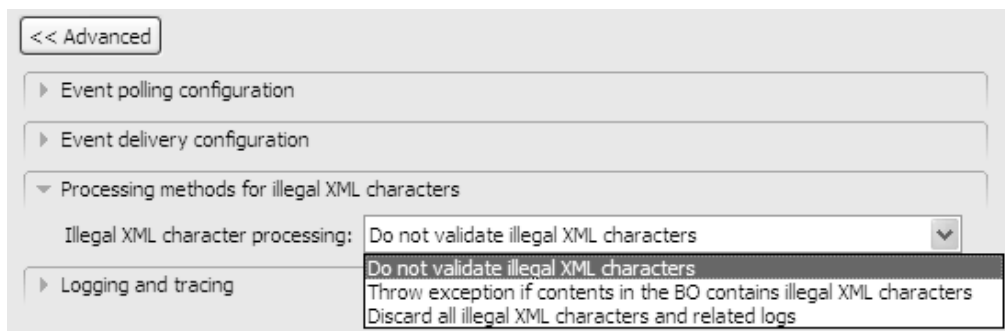 << Advanced
Event polling configuration
Event delivery configuration
Processing methods for illegal XML characters
Illegal XML character processing: Do not validate illegal XML characters
Do not validate illegal XML characters
Throw exception if contents in the BO contains illegal XML characters
Discard all illegal XML characters and related logs
Logging and tracing